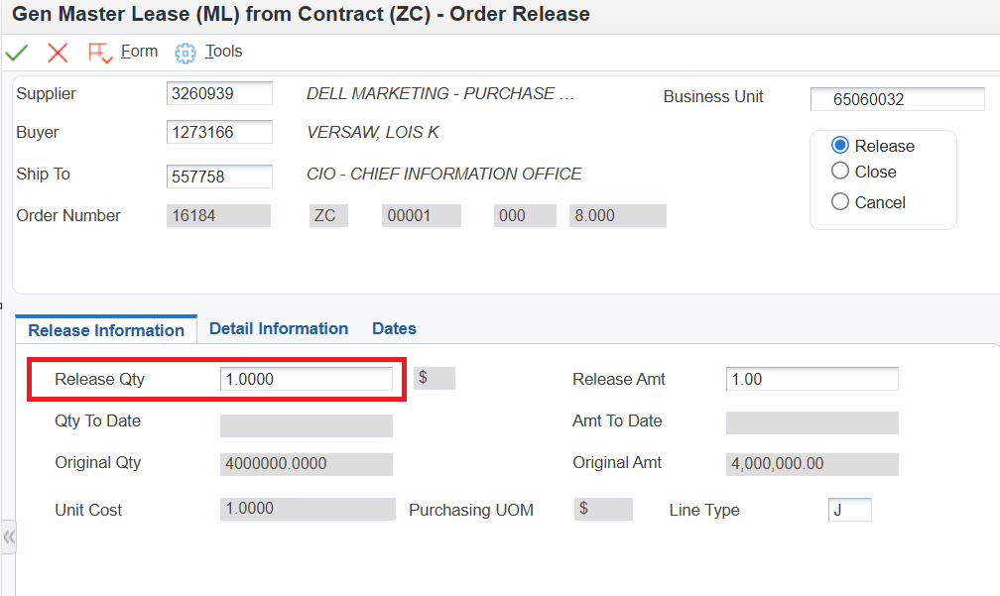 Gen Master Lease (ML) from Contract (ZC) - Order Release
Form Tools
Supplier 3260939 DELL MARKETING - PURCHASE … Business Unit 65060032
Buyer 1273166 VERSAW, LOIS K
Release
Ship To 557758 CIO - CHIEF INFORMATION OFFICE Close
Order Number 16184 ZC 00001 000 8.000 Cancel
Release Information Detail Information Dates
Release Qty 1.0000 $ Release Amt 1.00
Qty To Date Amt To Date
Original Qty 4000000.0000 Original Amt 4,000,000.00
Unit Cost 1.0000 Purchasing UOM $ Line Type J